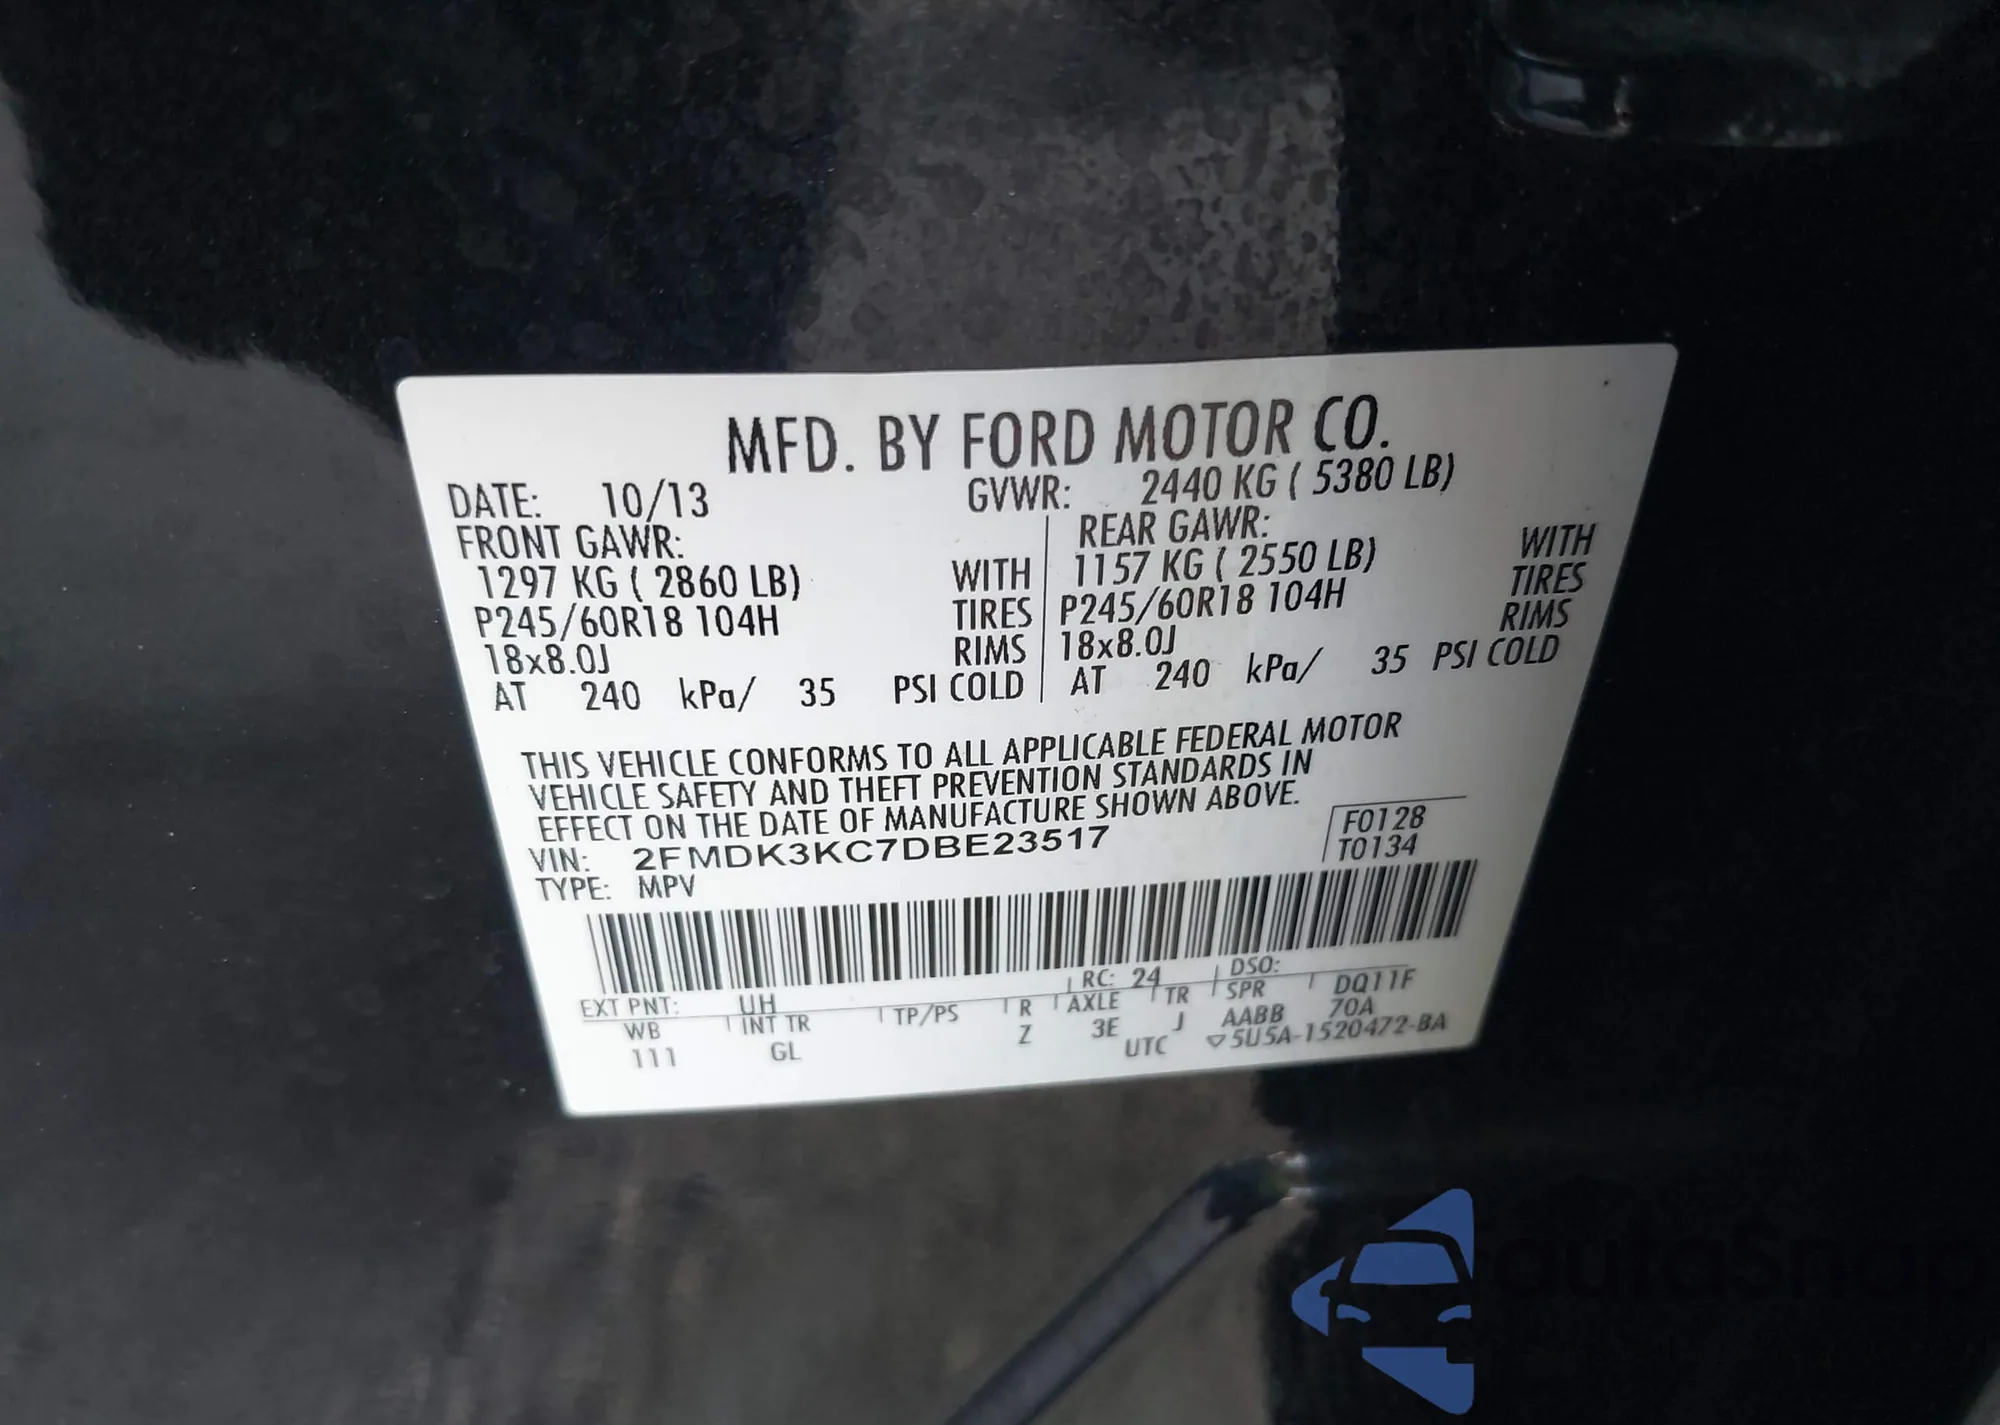 MFD. BY FORD MOTOR CO.
DATE: 10/13 GVWR: 2440 KG ( 5380 LB)
FRONT GAWR: REAR GAWR:
1297 KG ( 2860 LB) WITH 1157 KG ( 2550 LB) WITH
P245/60R18 104H TIRES P245/60R18 104H TIRES
18x8.0J RIMS 18x8.0J RIMS
AT 240 kPa/ 35 PSI COLD AT 240 kPa/ 35 PSI COLD
THIS VEHICLE CONFORMS TO ALL APPLICABLE FEDERAL MOTOR
VEHICLE SAFETY AND THEFT PREVENTION STANDARDS IN
EFFECT ON THE DATE OF MANUFACTURE SHOWN ABOVE.
VIN: 2FMDK3KC7DBE23517 F0128
TYPE: MPV T0134
EXT PNT: UH RC: 24 DSO: DQ11F
WB INT TR TP/PS R AXLE TR SPR 70A
111 GL Z 3E J AABB
UTC ▽5U5A-1520472-BA